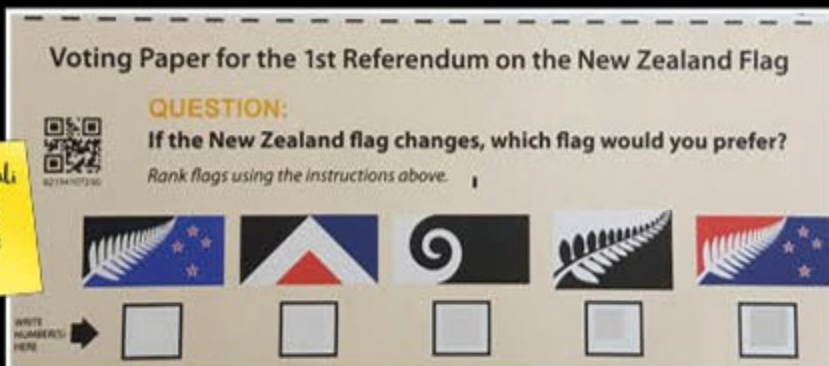 Voting Paper for the 1st Referendum on the New Zealand Flag
QUESTION:
If the New Zealand flag changes, which flag would you prefer?
Rank flags using the instructions above.
WRITE
NUMBER(S)
HERE